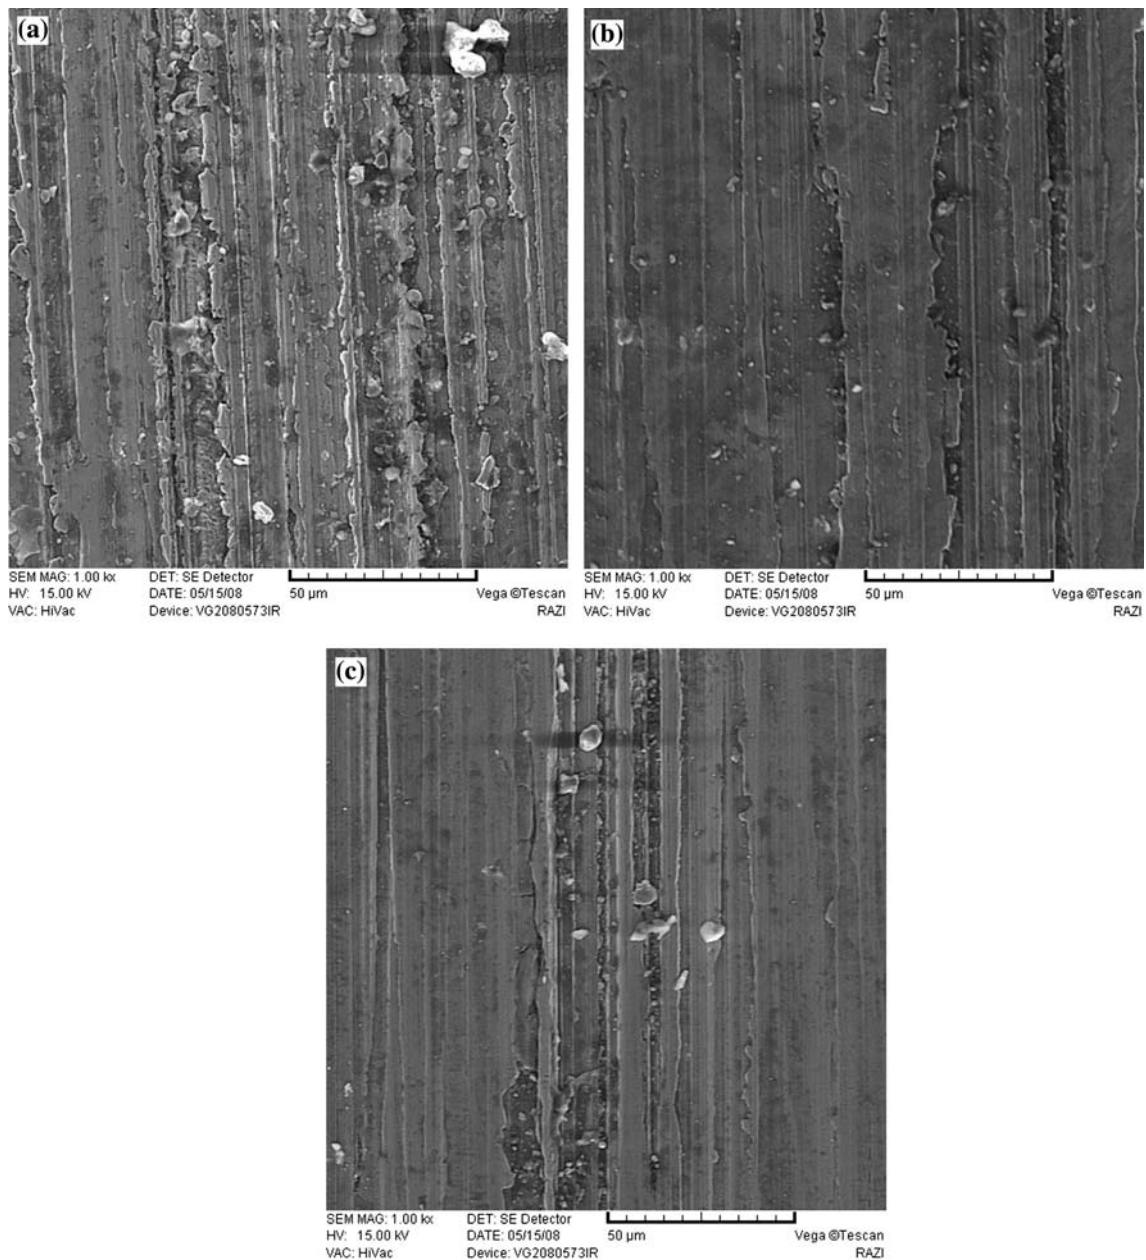 (a)
SEM MAG: 1.00 kx DET: SE Detector
HV: 15.00 kV DATE: 05/15/08 50 µm Vega ©Tescan
VAC: HiVac Device: VG2080573IR RAZI
(b)
SEM MAG: 1.00 kx DET: SE Detector
HV: 15.00 kV DATE: 05/15/08 50 µm Vega ©Tescan
VAC: HiVac Device: VG2080573IR RAZI
(c)
SEM MAG: 1.00 kx DET: SE Detector
HV: 15.00 kV DATE: 05/15/08 50 µm Vega ©Tescan
VAC: HiVac Device: VG2080573IR RAZI